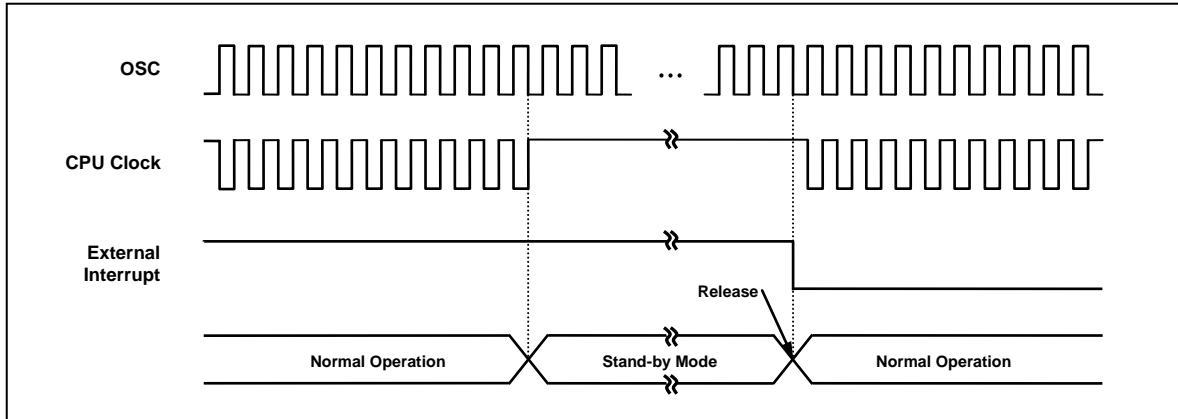 OSC
...
CPU Clock
External
Interrupt
Release
Normal Operation
Stand-by Mode
Normal Operation